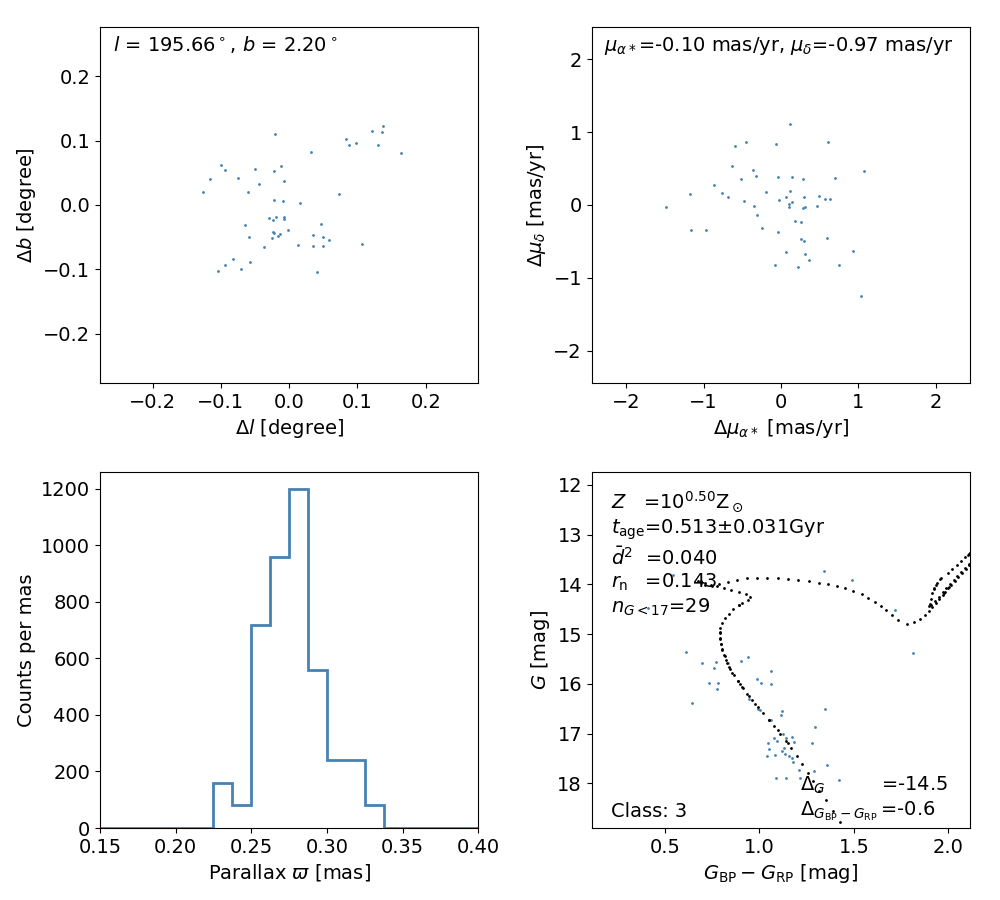 l = 195.66°, b = 2.20°
0.2
0.1
0.0
−0.1
−0.2
−0.2
−0.1
0.0
0.1
0.2
Δb [degree]
Δl [degree]
μα*=-0.10 mas/yr, μδ=-0.97 mas/yr
2
1
0
−1
−2
−2
−1
0
1
2
Δμδ [mas/yr]
Δμα* [mas/yr]
1200
1000
800
600
400
200
0
0.15
0.20
0.25
0.30
0.35
0.40
Counts per mas
Parallax ϖ [mas]
Z =10^0.50 Z⊙
t_age=0.513±0.031Gyr
d̄² =0.040
r_n =0.143
n_G<17=29
Δ_G =-14.5
Δ_GBP−GRP=-0.6
Class: 3
12
13
14
15
16
17
18
0.5
1.0
1.5
2.0
G [mag]
G_BP − G_RP [mag]